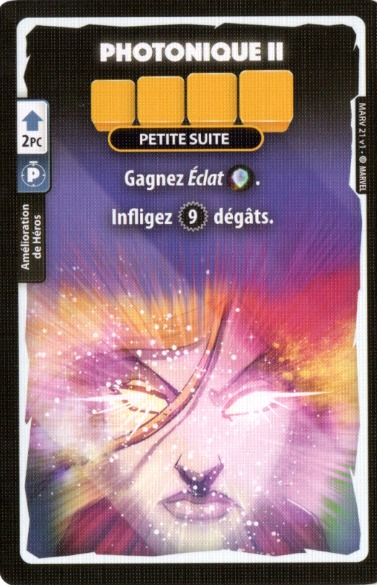 PHOTONIQUE II
PETITE SUITE
2PC
P
Amélioration
de Héros
Gagnez Éclat .
Infligez 9 dégâts.
MARV 21 v1 • © MARVEL